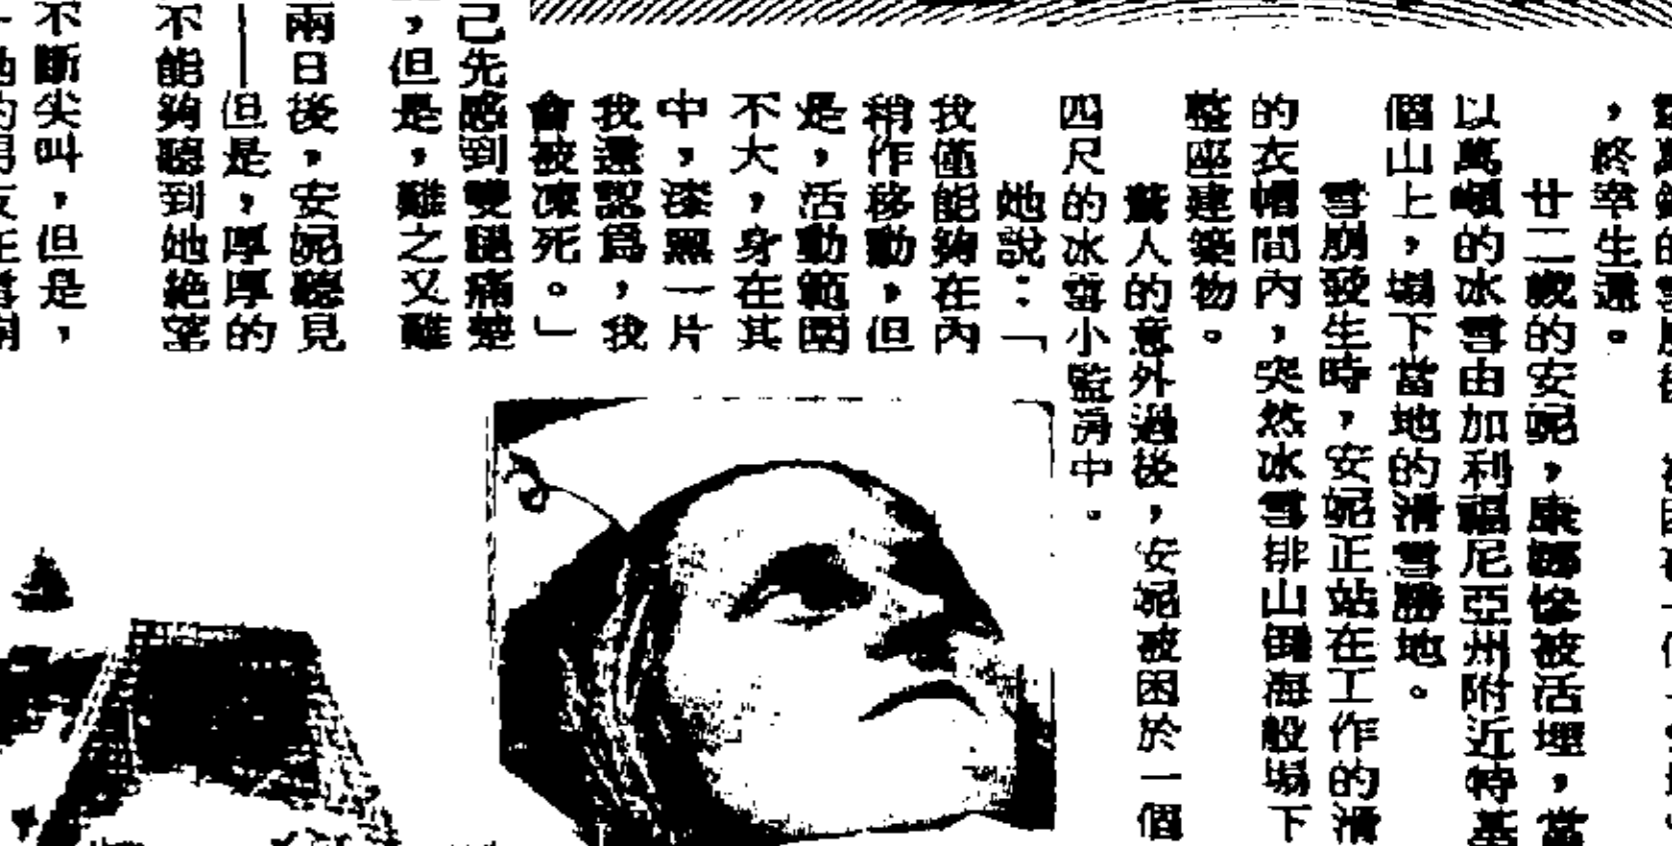 ，終幸生還。
廿二歲的安妮，康娜慘被活埋，當
以萬噸的冰雪由加利福尼亞州附近特基
個山上，塌下當地的滑雪勝地。
雪崩發生時，安妮正站在工作的滑
的衣帽間內，突然冰雪排山倒海般塌下
整座建築物。
驚人的意外過後，安妮被困於一個
四尺的冰雪小監房中。
她說：「
我僅能夠在內
稍作移動，但
是，活動範圍
不大，身在其
中，漆黑一片
我還認爲，我
會被凍死。」
己先感到雙腿痛楚
，但是，難之又難
兩日後，安妮聽見
——但是，厚厚的
不能夠聽到她絶望
不斷尖叫，但是，